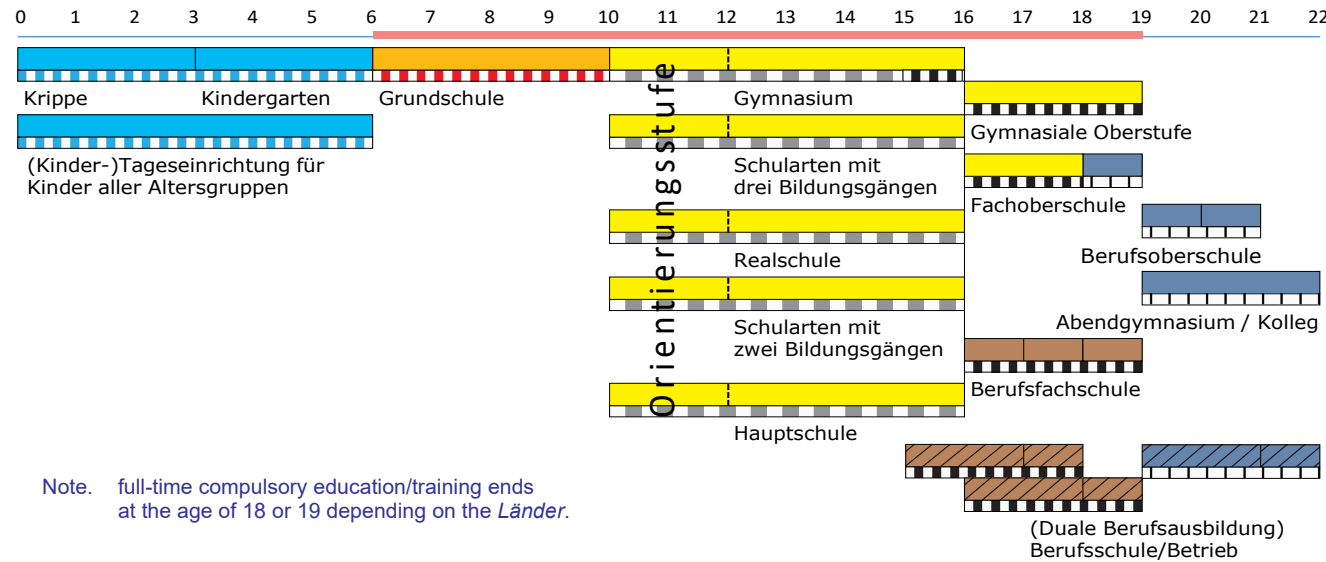 0 1 2 3 4 5 6 7 8 9 10 11 12 13 14 15 16 17 18 19 20 21 22
Krippe
Kindergarten
Grundschule
Gymnasium
(Kinder-)Tageseinrichtung für
Kinder aller Altersgruppen
Orientierungsstufe
Schularten mit
drei Bildungsgängen
Realschule
Schularten mit
zwei Bildungsgängen
Hauptschule
Gymnasiale Oberstufe
Fachoberschule
Berufsoberschule
Abendgymnasium / Kolleg
Berufsfachschule
(Duale Berufsausbildung)
Berufsschule/Betrieb
Note. full-time compulsory education/training ends
at the age of 18 or 19 depending on the Länder.